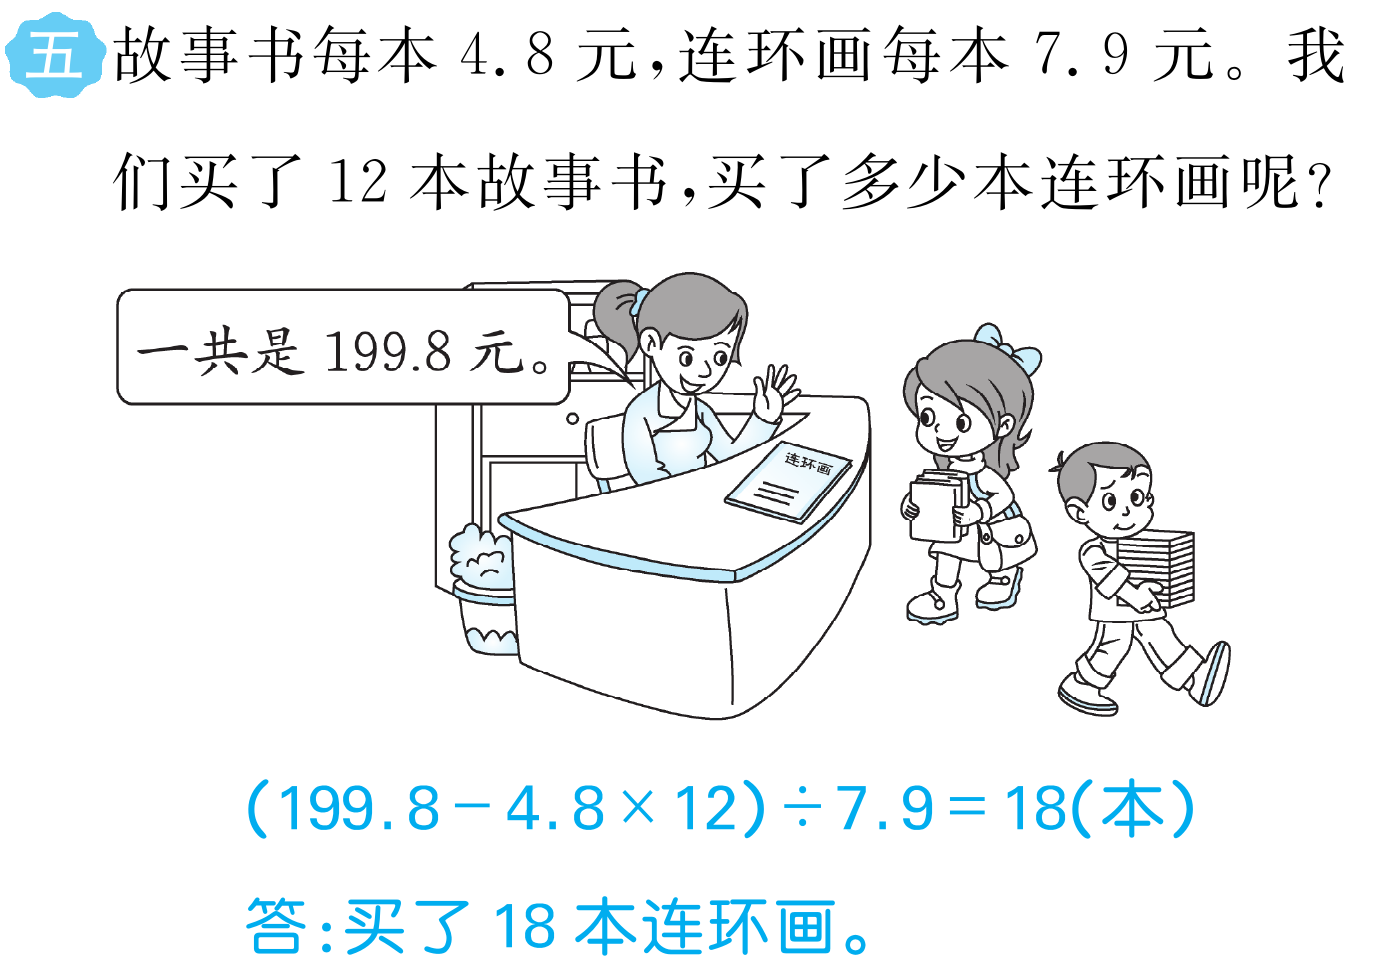 五 故事书每本 4.8 元,连环画每本 7.9 元。我
们买了 12 本故事书,买了多少本连环画呢?
一共是 199.8 元。
连环画
(199.8-4.8×12)÷7.9=18(本)
答:买了 18 本连环画。